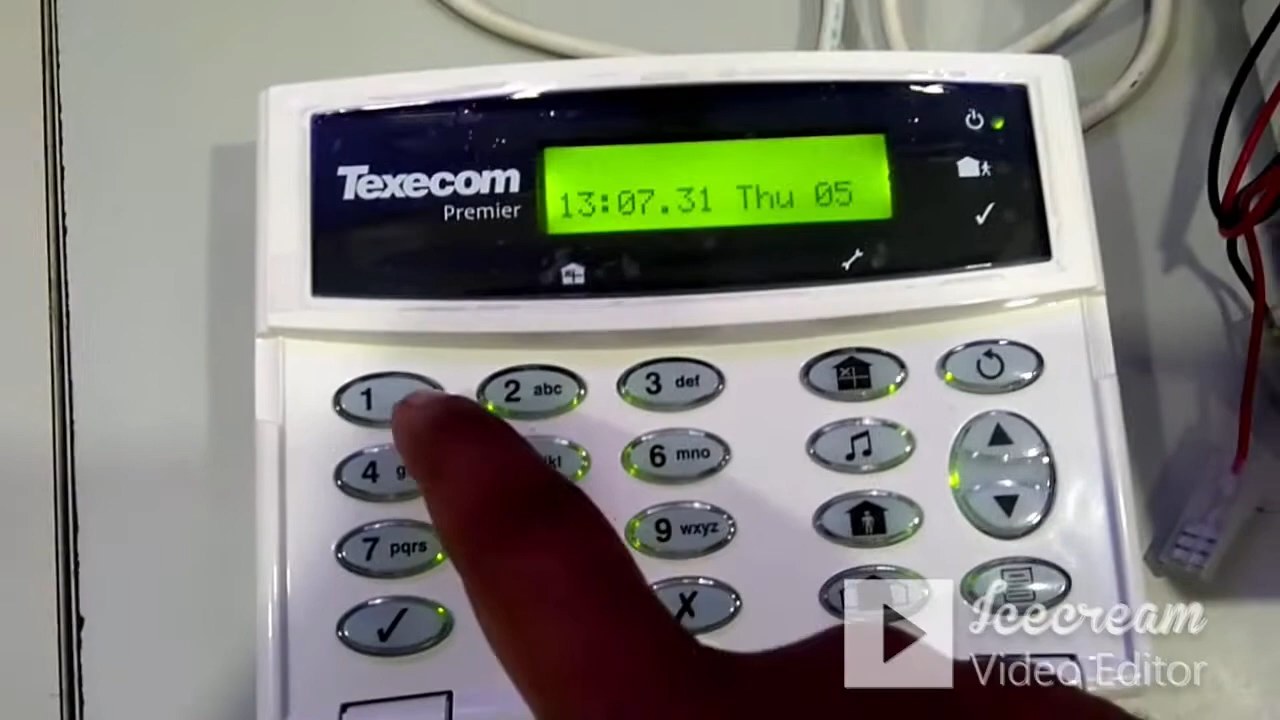 Texecom
Premier
13:07.31 Thu 05
1
2 abc
3 def
4 g
jkl
6 mno
7 pqrs
9 wxyz
X
Icecream
Video Editor